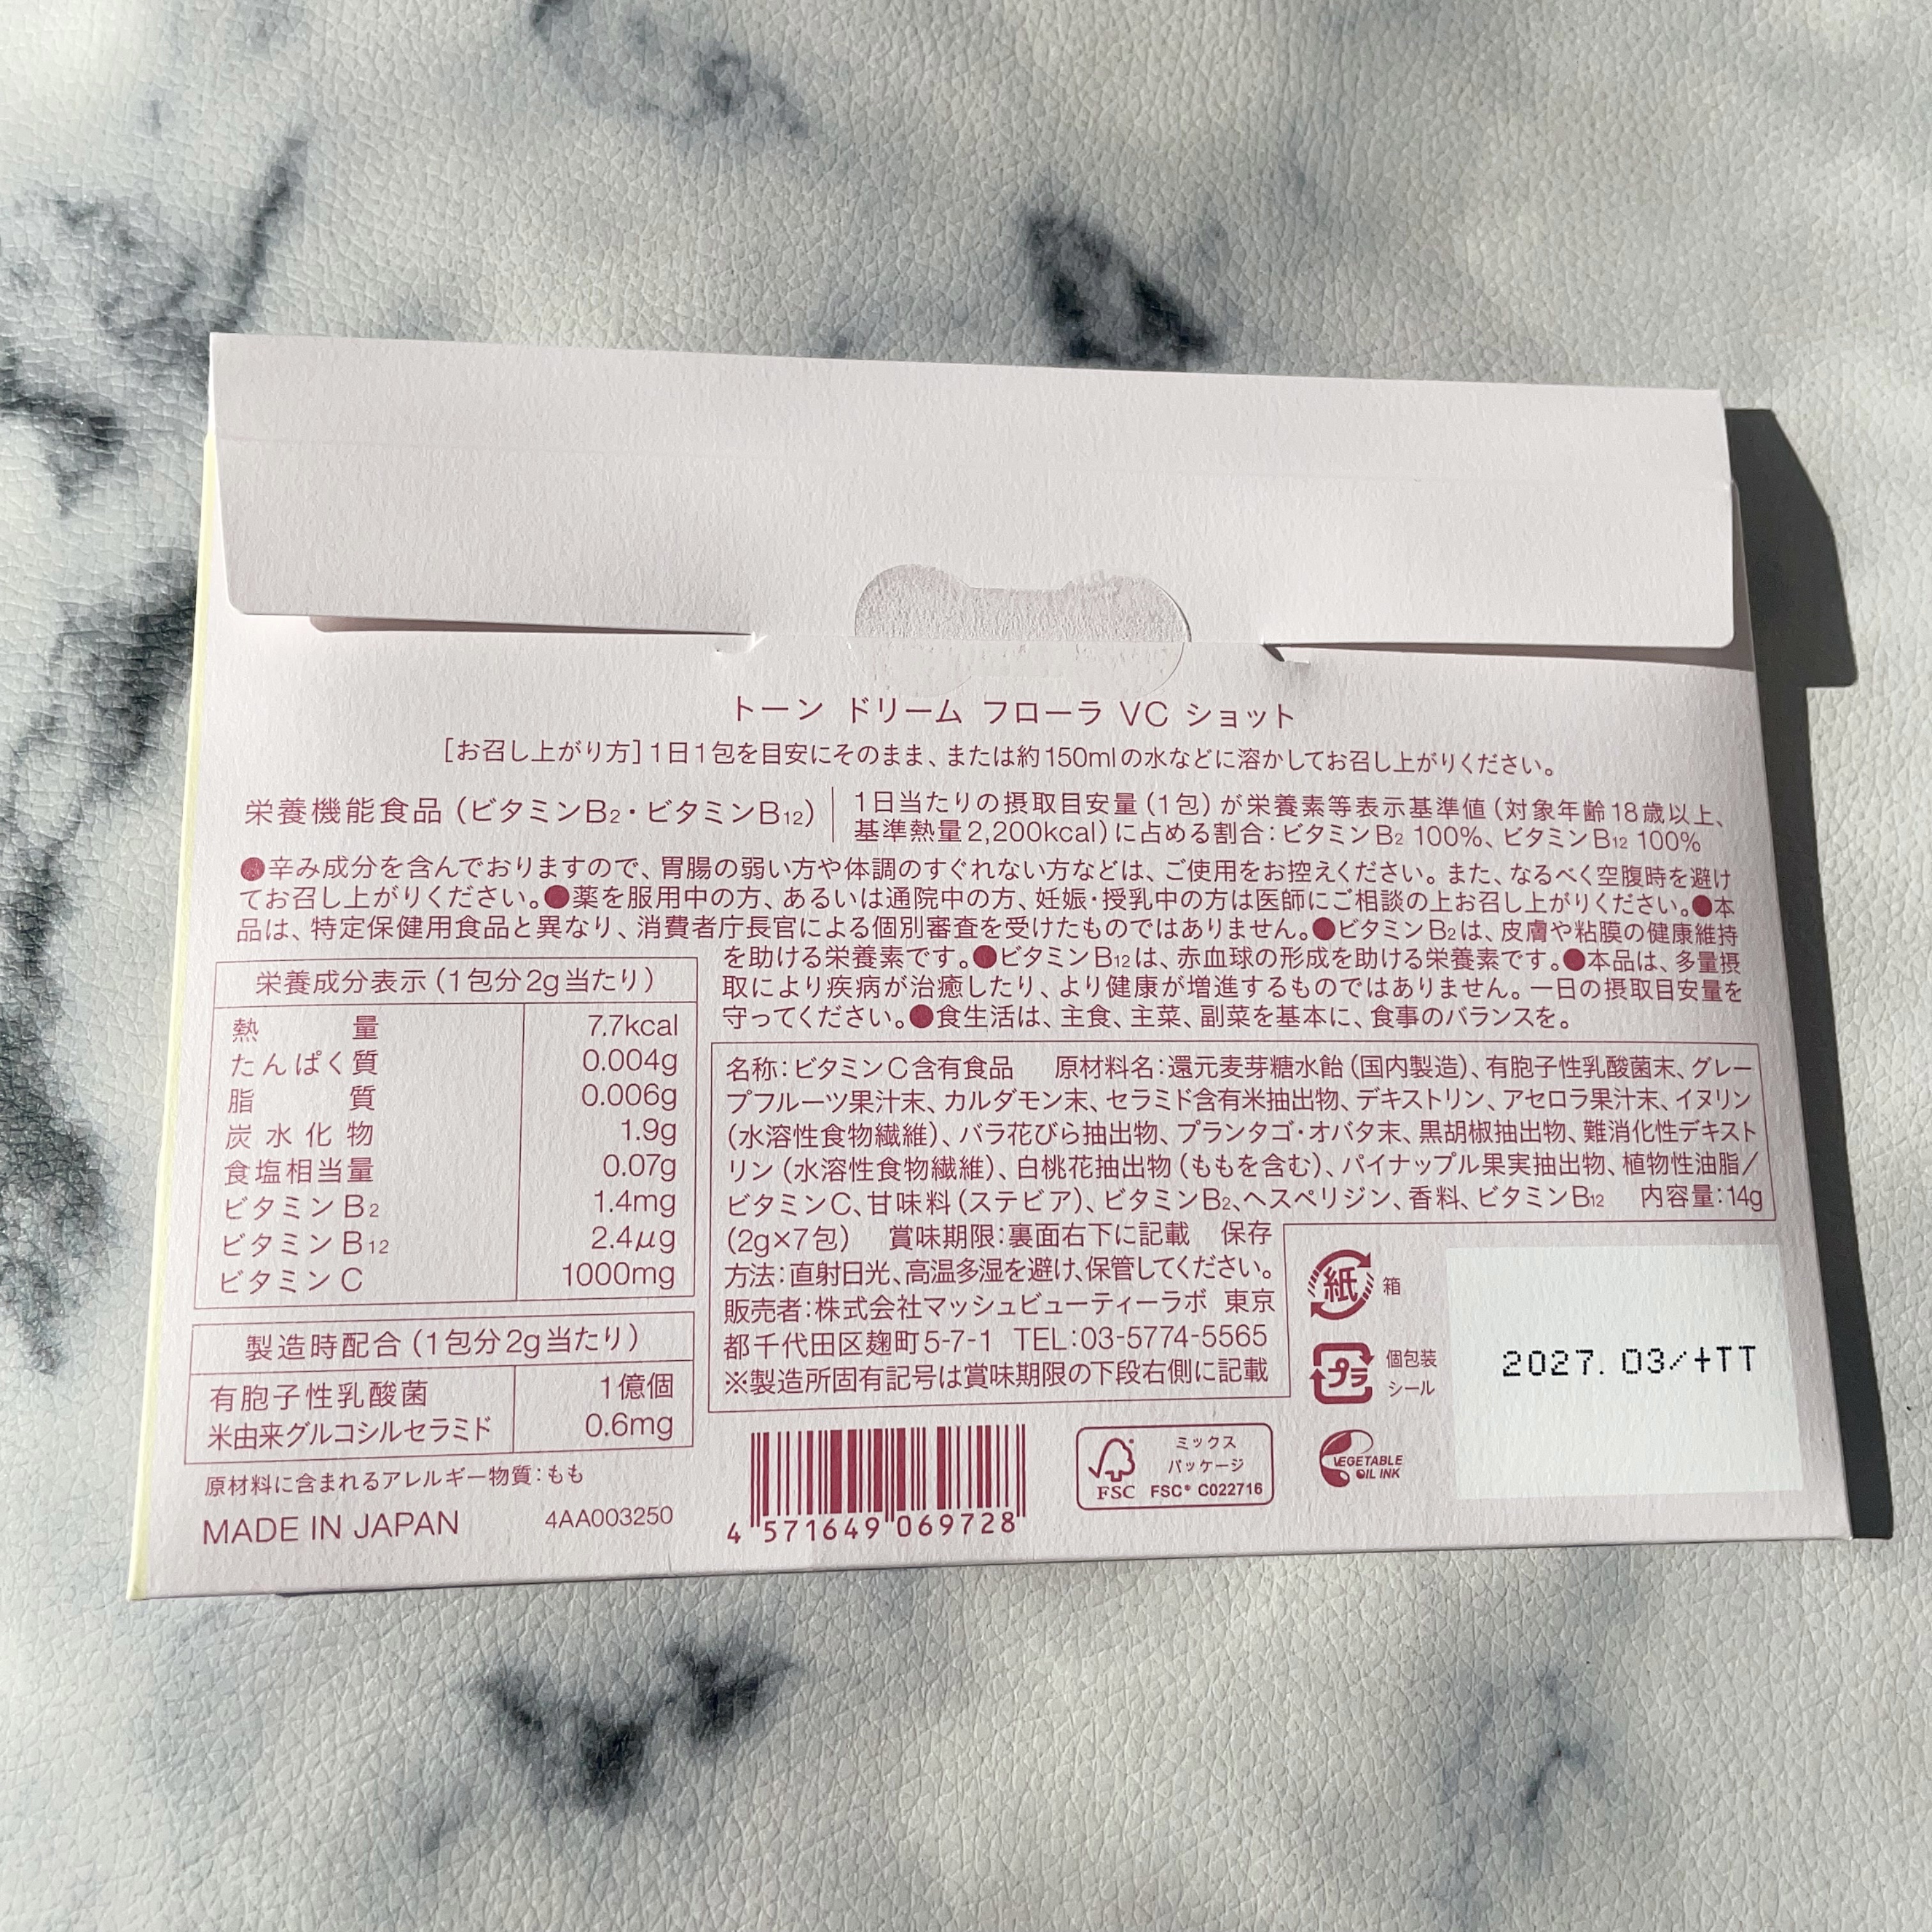 トーン ドリーム フローラ VC ショット
[お召し上がり方] 1日1包を目安にそのまま、または約150mlの水などに溶かしてお召し上がりください。
栄養機能食品 (ビタミンB2・ビタミンB12)
1日当たりの摂取目安量 (1包) が栄養素等表示基準値 (対象年齢18歳以上、
基準熱量2,200kcal) に占める割合:ビタミンB2 100%、ビタミンB12 100%
●辛み成分を含んでおりますので、胃腸の弱い方や体調のすぐれない方などは、ご使用をお控えください。また、なるべく空腹時を避け
てお召し上がりください。●薬を服用中の方、あるいは通院中の方、妊娠・授乳中の方は医師にご相談の上お召し上がりください。●本
品は、特定保健用食品と異なり、消費者庁長官による個別審査を受けたものではありません。●ビタミンB2は、皮膚や粘膜の健康維持
を助ける栄養素です。●ビタミンB12は、赤血球の形成を助ける栄養素です。●本品は、多量摂
取により疾病が治癒したり、より健康が増進するものではありません。一日の摂取目安量を
守ってください。●食生活は、主食、主菜、副菜を基本に、食事のバランスを。
栄養成分表示 (1包分2g当たり)
熱量 7.7kcal
たんぱく質 0.004g
脂質 0.006g
炭水化物 1.9g
食塩相当量 0.07g
ビタミンB2 1.4mg
ビタミンB12 2.4μg
ビタミンC 1000mg
製造時配合 (1包分2g当たり)
有胞子性乳酸菌 1億個
米由来グルコシルセラミド 0.6mg
原材料に含まれるアレルギー物質:もも
MADE IN JAPAN 4AA003250
名称:ビタミンC含有食品 原材料名:還元麦芽糖水飴 (国内製造)、有胞子性乳酸菌末、グレー
プフルーツ果汁末、カルダモン末、セラミド含有米抽出物、デキストリン、アセロラ果汁末、イヌリン
(水溶性食物繊維)、バラ花びら抽出物、プランタゴ・オバタ末、黒胡椒抽出物、難消化性デキスト
リン (水溶性食物繊維)、白桃花抽出物 (ももを含む)、パイナップル果実抽出物、植物性油脂/
ビタミンC、甘味料 (ステビア)、ビタミンB2、ヘスペリジン、香料、ビタミンB12 内容量:14g
(2g×7包) 賞味期限:裏面右下に記載 保存
方法:直射日光、高温多湿を避け、保管してください。
販売者:株式会社マッシュビューティーラボ 東京
都千代田区麹町5-7-1 TEL:03-5774-5565
※製造所固有記号は賞味期限の下段右側に記載
紙 箱
プラ 個包装
シール
VEGETABLE
OIL INK
2027.03/+TT
4 571649 069728
ミックス
パッケージ
FSC FSC® C022716